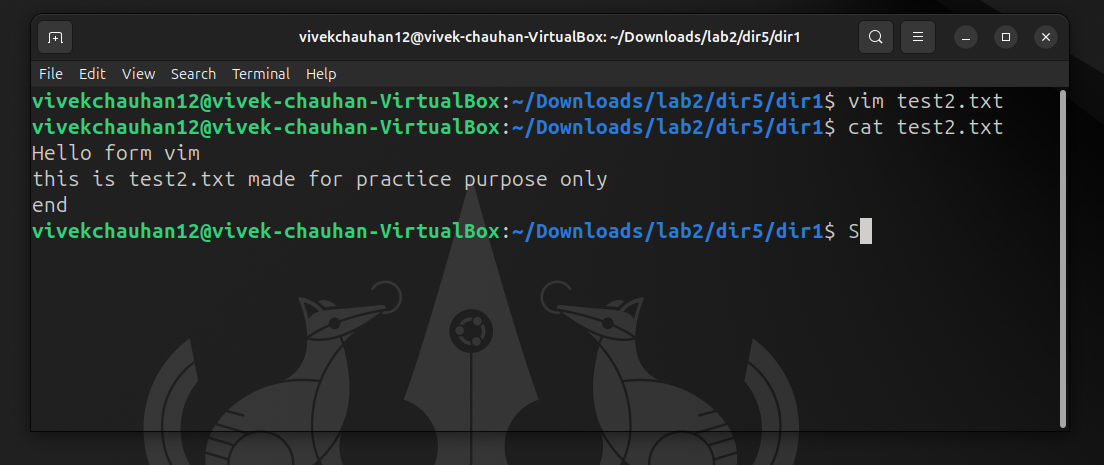 vivekchauhan12@vivek-chauhan-VirtualBox: ~/Downloads/lab2/dir5/dir1
File Edit View Search Terminal Help
vivekchauhan12@vivek-chauhan-VirtualBox:~/Downloads/lab2/dir5/dir1$ vim test2.txt
vivekchauhan12@vivek-chauhan-VirtualBox:~/Downloads/lab2/dir5/dir1$ cat test2.txt
Hello form vim
this is test2.txt made for practice purpose only
end
vivekchauhan12@vivek-chauhan-VirtualBox:~/Downloads/lab2/dir5/dir1$ S